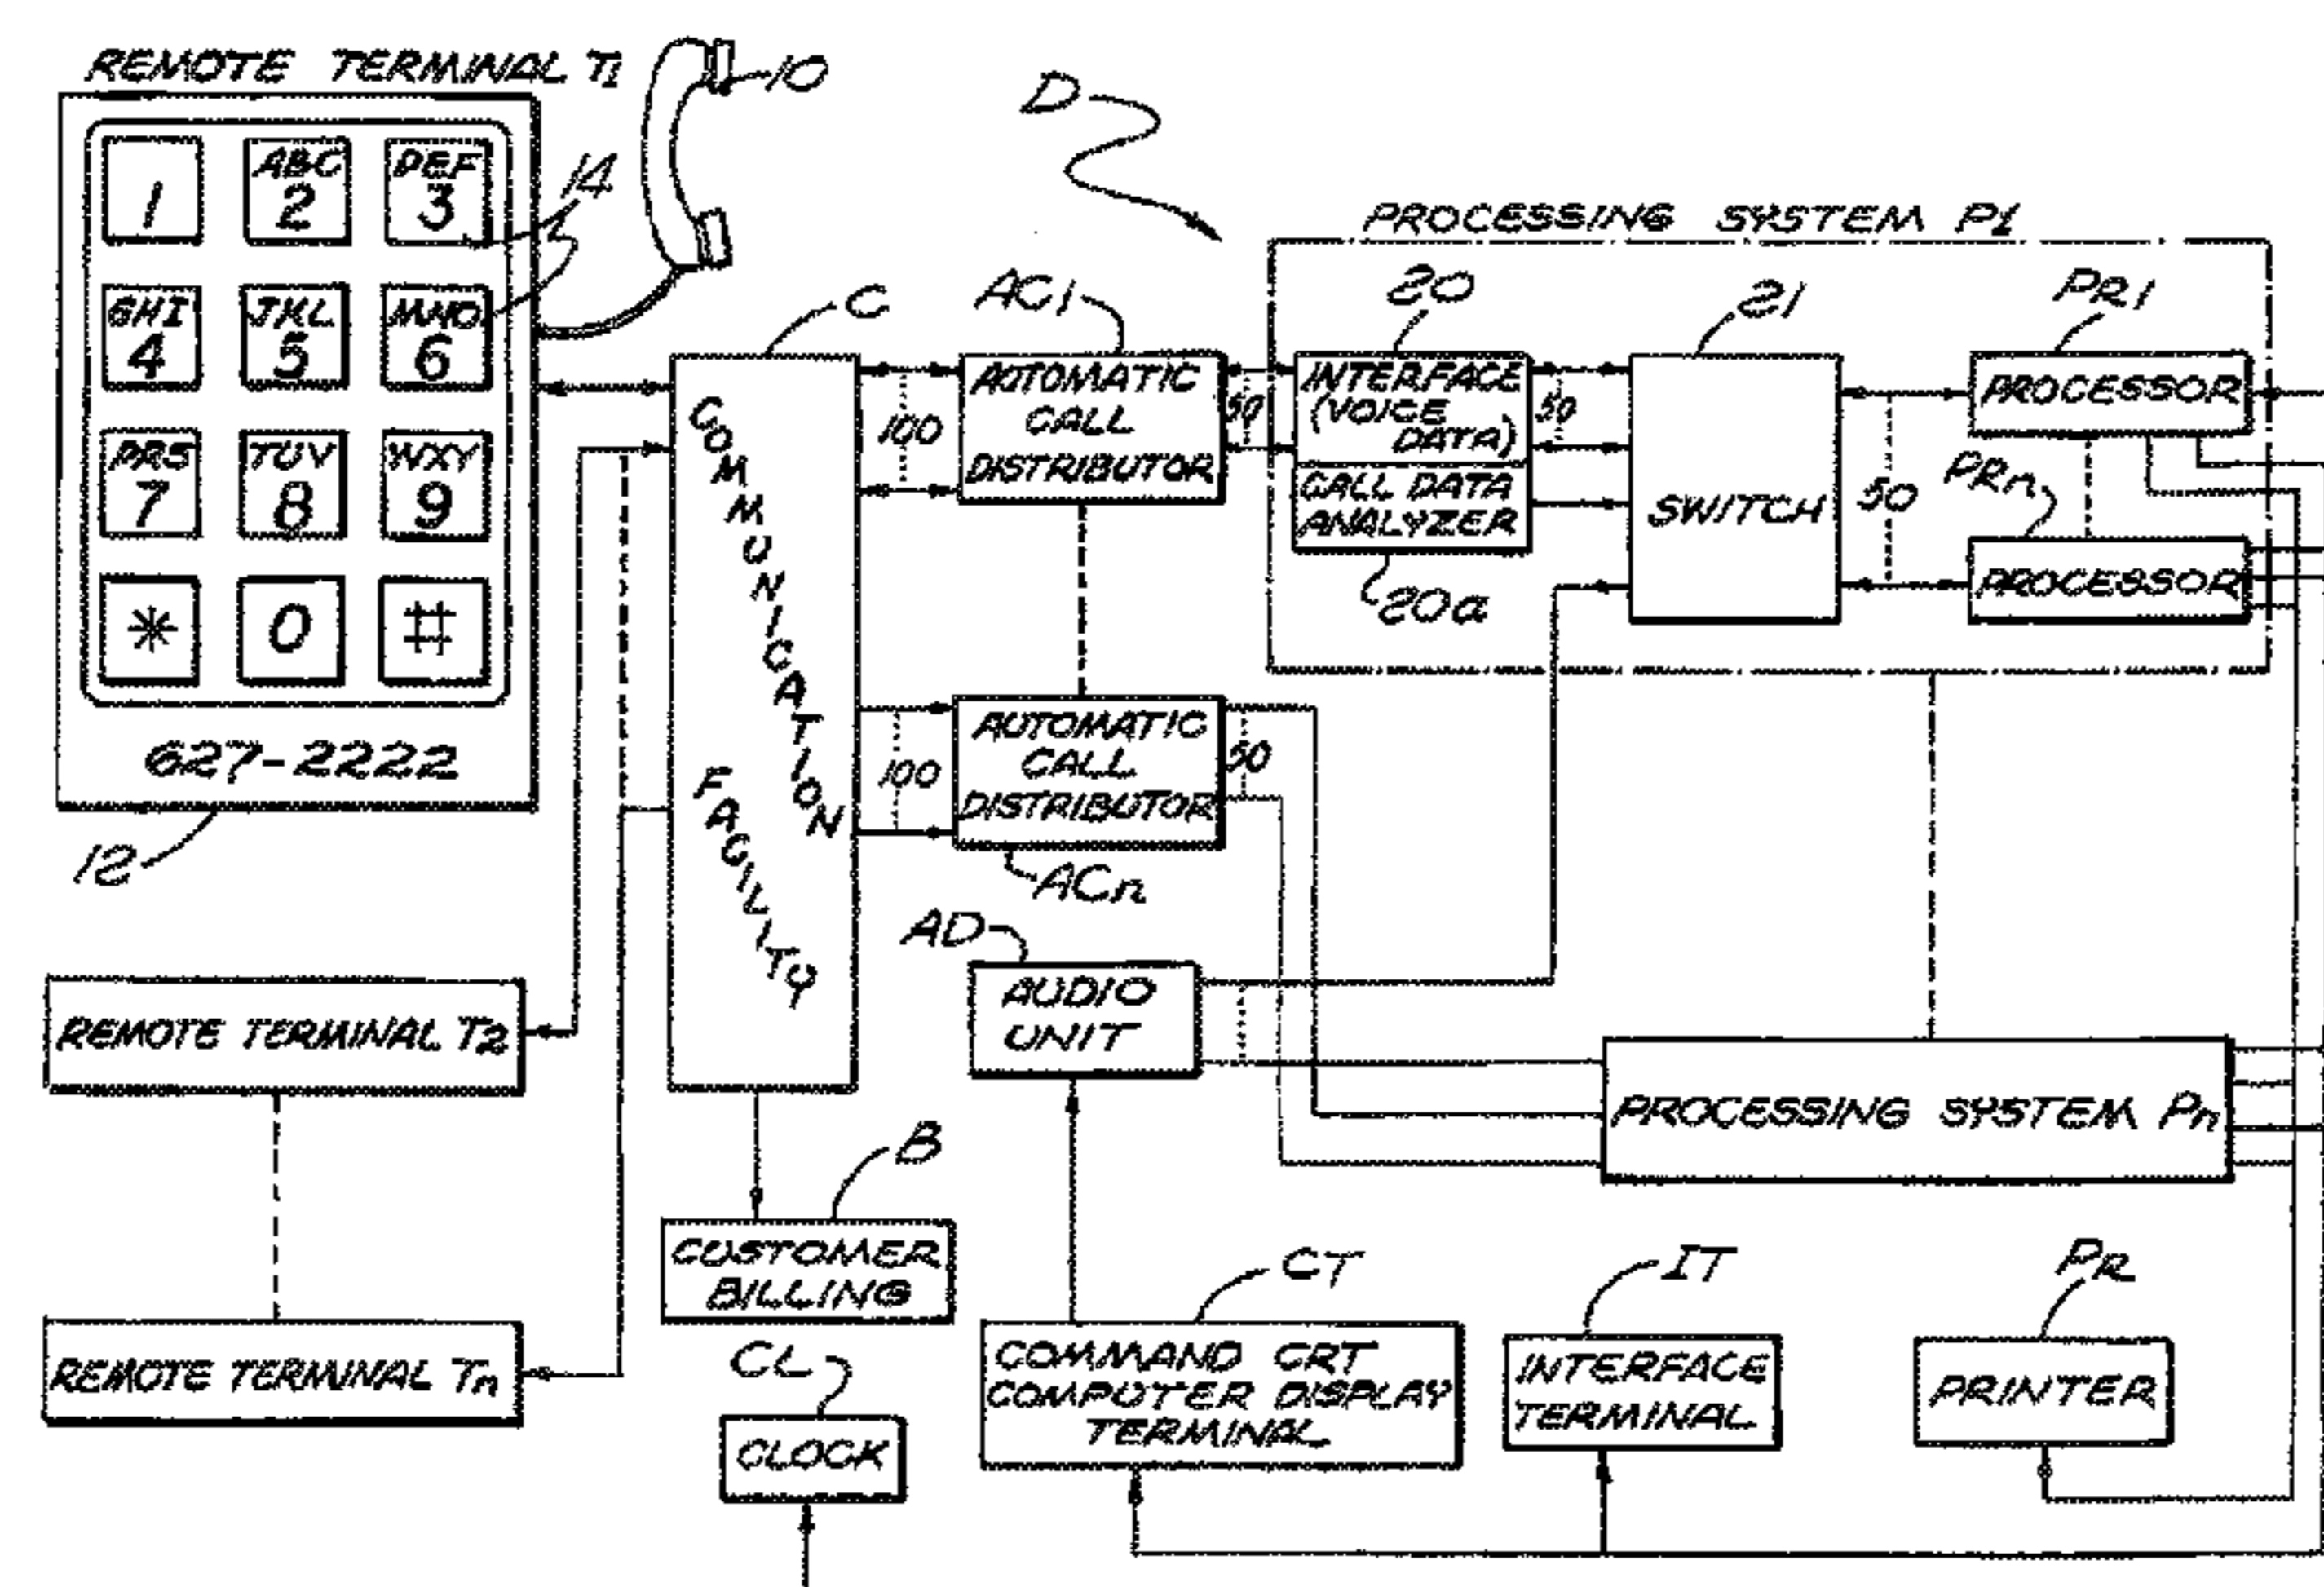 REMOTE TERMINAL T1
10
D
1
ABC
2
DEF
3
14
GHI
4
JKL
5
MNO
6
PRS
7
TUV
8
WXY
9
*
0
#
627-2222
12
REMOTE TERMINAL T2
REMOTE TERMINAL Tn
C
COMMUNICATION
FACILITY
100
100
B
CUSTOMER
BILLING
CL
CLOCK
AC1
AUTOMATIC
CALL
DISTRIBUTOR
50
AUTOMATIC
CALL
DISTRIBUTOR
50
ACn
AD
AUDIO
UNIT
PROCESSING SYSTEM P1
20
INTERFACE
(VOICE
DATA)
CALL DATA
ANALYZER
20a
50
21
SWITCH
50
PR1
PROCESSOR
PRn
PROCESSOR
PROCESSING SYSTEM Pn
CT
COMMAND CRT
COMPUTER DISPLAY
TERMINAL
IT
INTERFACE
TERMINAL
PR
PRINTER